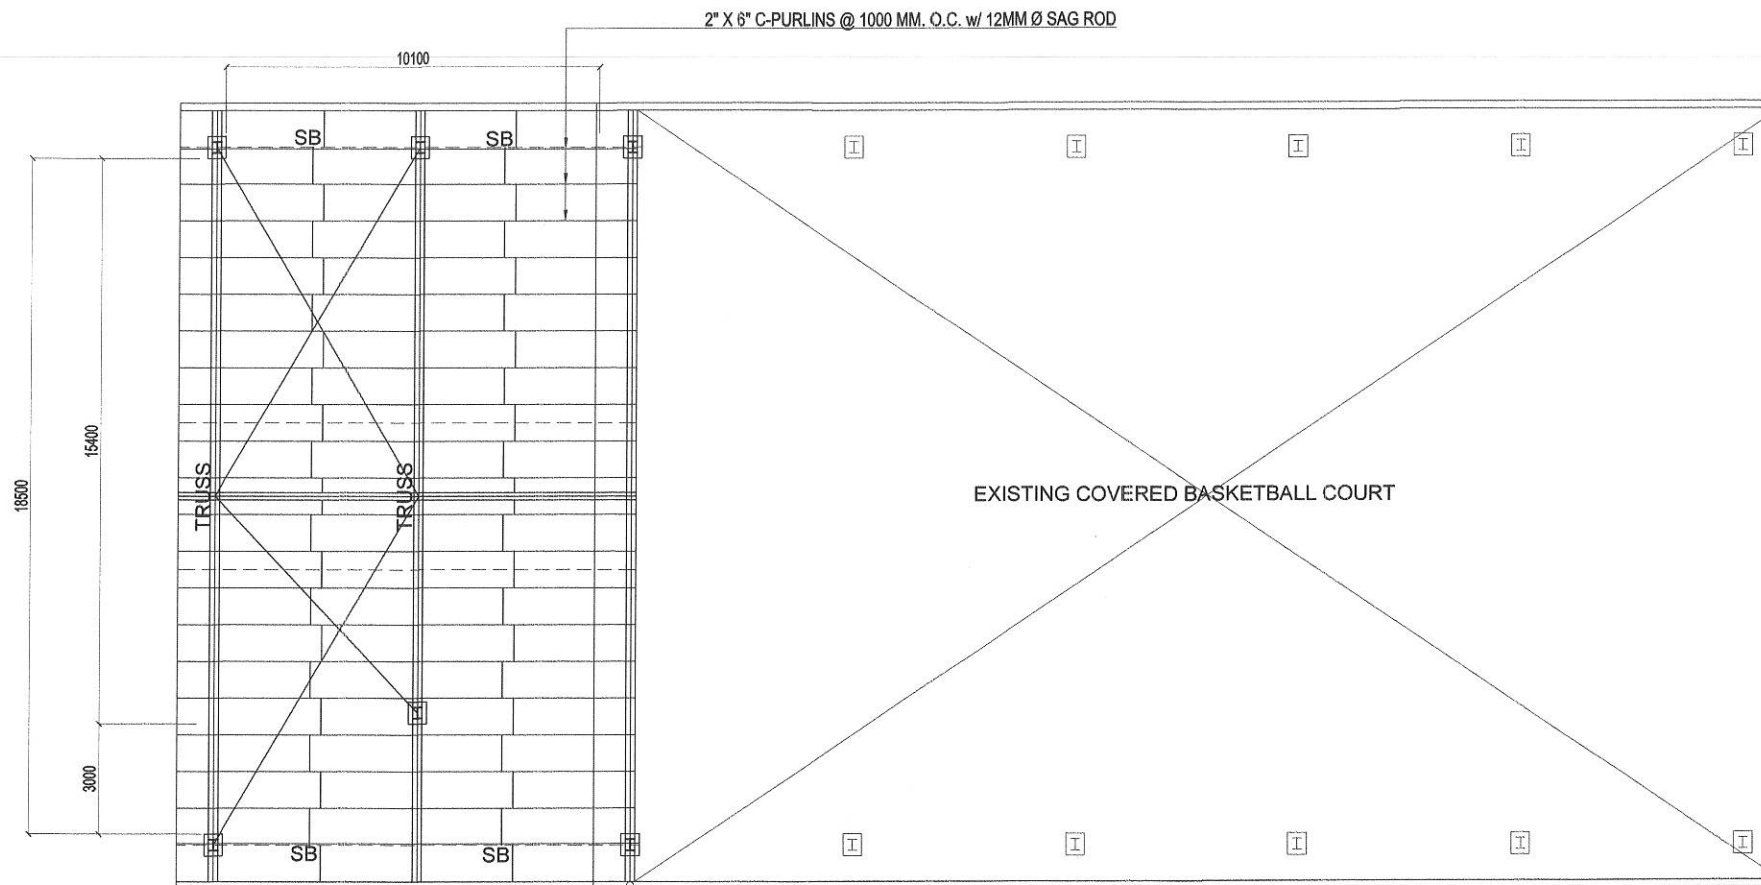 2" X 6" C-PURLINS @ 1000 MM. O.C. w/ 12MM Ø SAG ROD
10100
SB
SB
15400
18500
TRUSS
TRUSS
EXISTING COVERED BASKETBALL COURT
3000
SB
SB